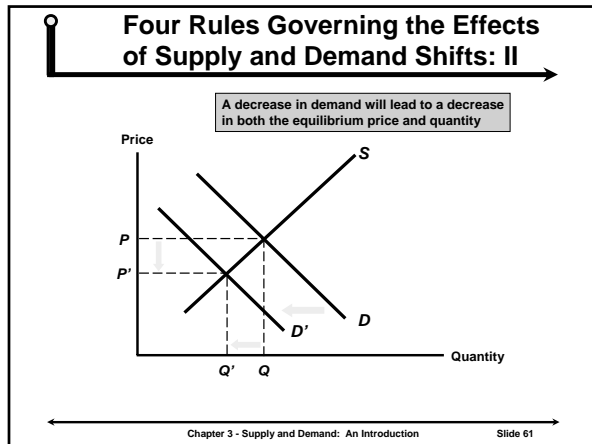 Four Rules Governing the Effects
of Supply and Demand Shifts: II
A decrease in demand will lead to a decrease
in both the equilibrium price and quantity
Price
S
P
P'
D
D'
Quantity
Q'
Q
Chapter 3 - Supply and Demand: An Introduction
Slide 61